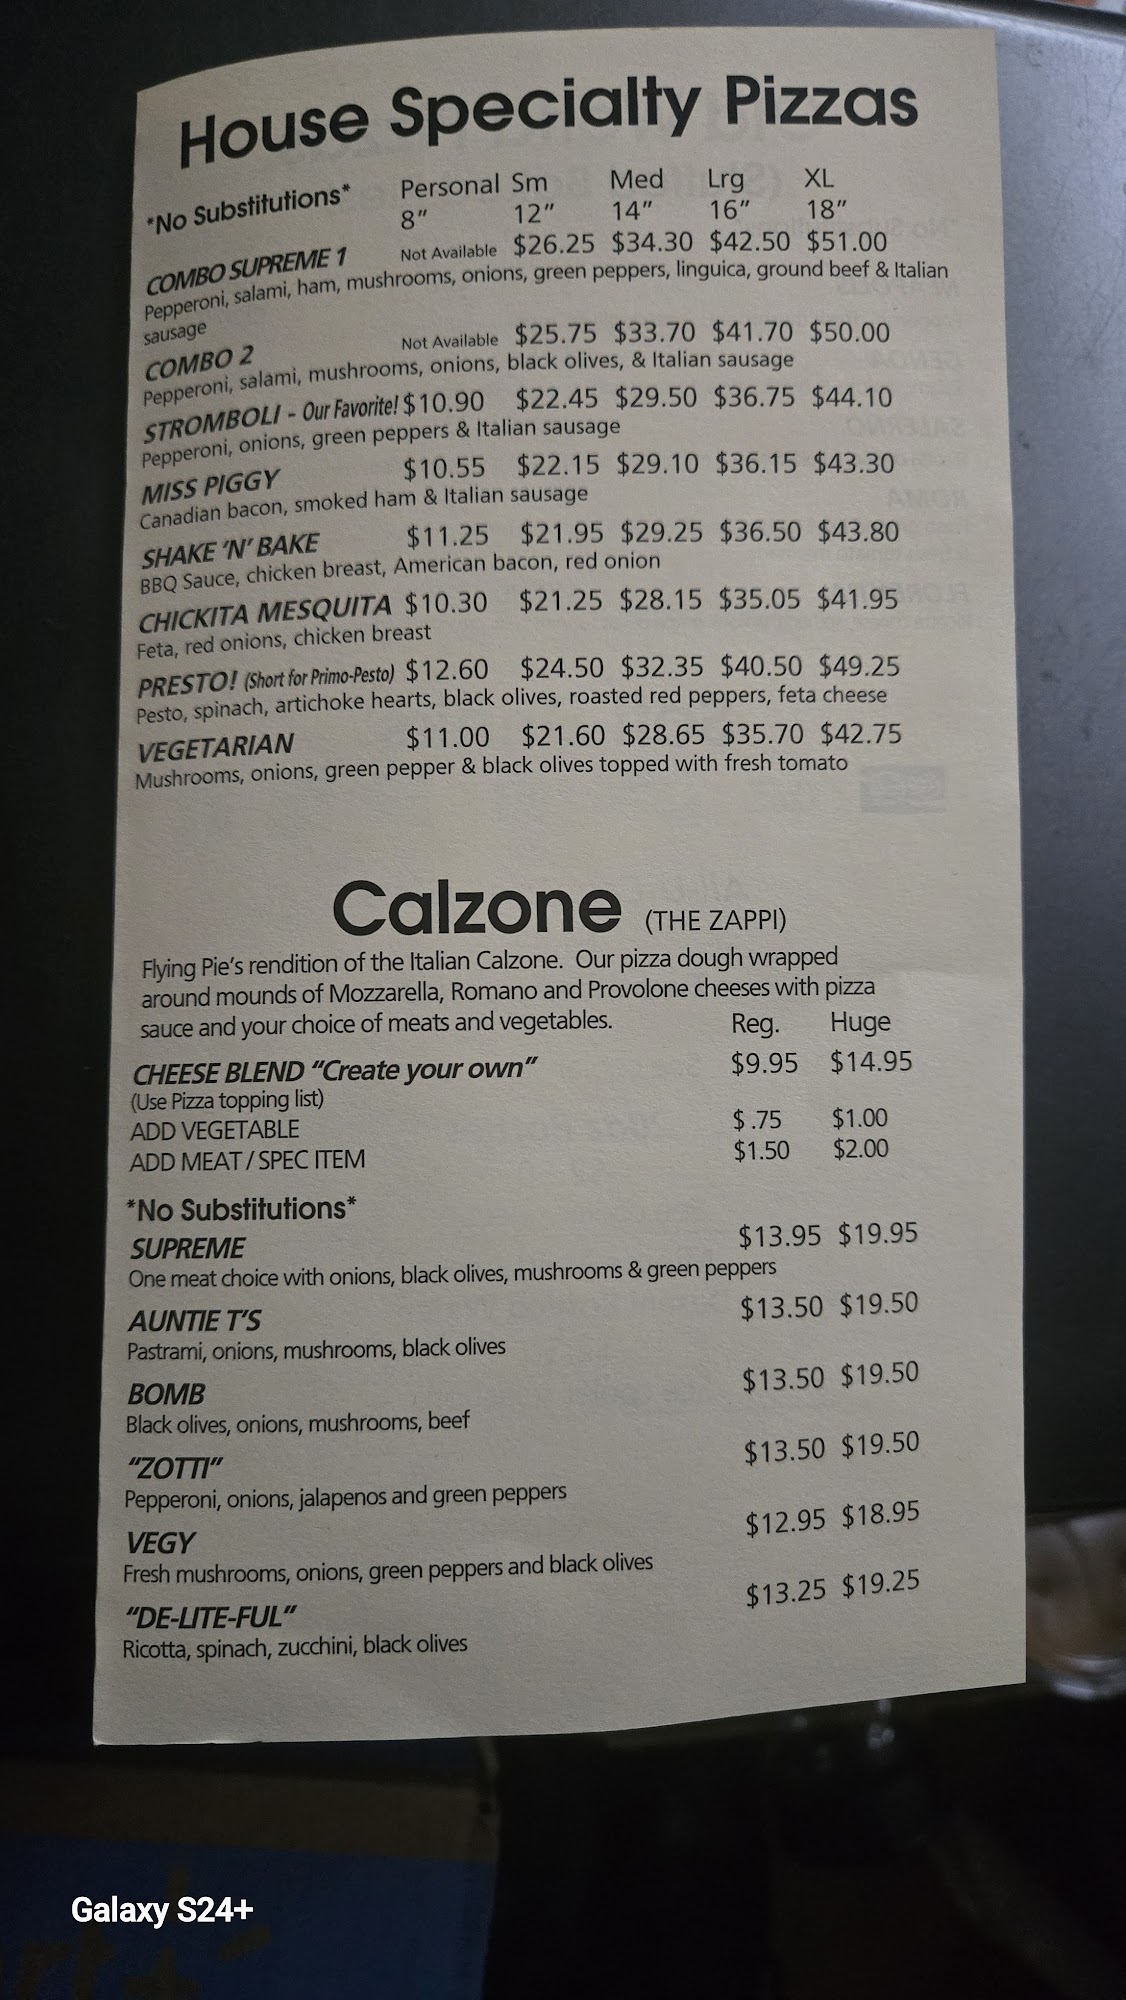 House Specialty Pizzas
*No Substitutions* Personal Sm Med Lrg XL
8” 12” 14” 16” 18”
COMBO SUPREME 1 Not Available $26.25 $34.30 $42.50 $51.00
Pepperoni, salami, ham, mushrooms, onions, green peppers, linguica, ground beef & Italian
sausage
COMBO 2 Not Available $25.75 $33.70 $41.70 $50.00
Pepperoni, salami, mushrooms, onions, black olives, & Italian sausage
STROMBOLI - Our Favorite! $10.90 $22.45 $29.50 $36.75 $44.10
Pepperoni, onions, green peppers & Italian sausage
MISS PIGGY $10.55 $22.15 $29.10 $36.15 $43.30
Canadian bacon, smoked ham & Italian sausage
SHAKE ‘N’ BAKE $11.25 $21.95 $29.25 $36.50 $43.80
BBQ Sauce, chicken breast, American bacon, red onion
CHICKITA MESQUITA $10.30 $21.25 $28.15 $35.05 $41.95
Feta, red onions, chicken breast
PRESTO! (Short for Primo-Pesto) $12.60 $24.50 $32.35 $40.50 $49.25
Pesto, spinach, artichoke hearts, black olives, roasted red peppers, feta cheese
VEGETARIAN $11.00 $21.60 $28.65 $35.70 $42.75
Mushrooms, onions, green pepper & black olives topped with fresh tomato
Calzone (THE ZAPPI)
Flying Pie’s rendition of the Italian Calzone. Our pizza dough wrapped
around mounds of Mozzarella, Romano and Provolone cheeses with pizza
sauce and your choice of meats and vegetables. Reg. Huge
CHEESE BLEND “Create your own” $9.95 $14.95
(Use Pizza topping list)
ADD VEGETABLE $ .75 $1.00
ADD MEAT / SPEC ITEM $1.50 $2.00
*No Substitutions*
SUPREME $13.95 $19.95
One meat choice with onions, black olives, mushrooms & green peppers
AUNTIE T’S $13.50 $19.50
Pastrami, onions, mushrooms, black olives
BOMB $13.50 $19.50
Black olives, onions, mushrooms, beef
“ZOTTI” $13.50 $19.50
Pepperoni, onions, jalapenos and green peppers
VEGY $12.95 $18.95
Fresh mushrooms, onions, green peppers and black olives
“DE-LITE-FUL” $13.25 $19.25
Ricotta, spinach, zucchini, black olives
Galaxy S24+